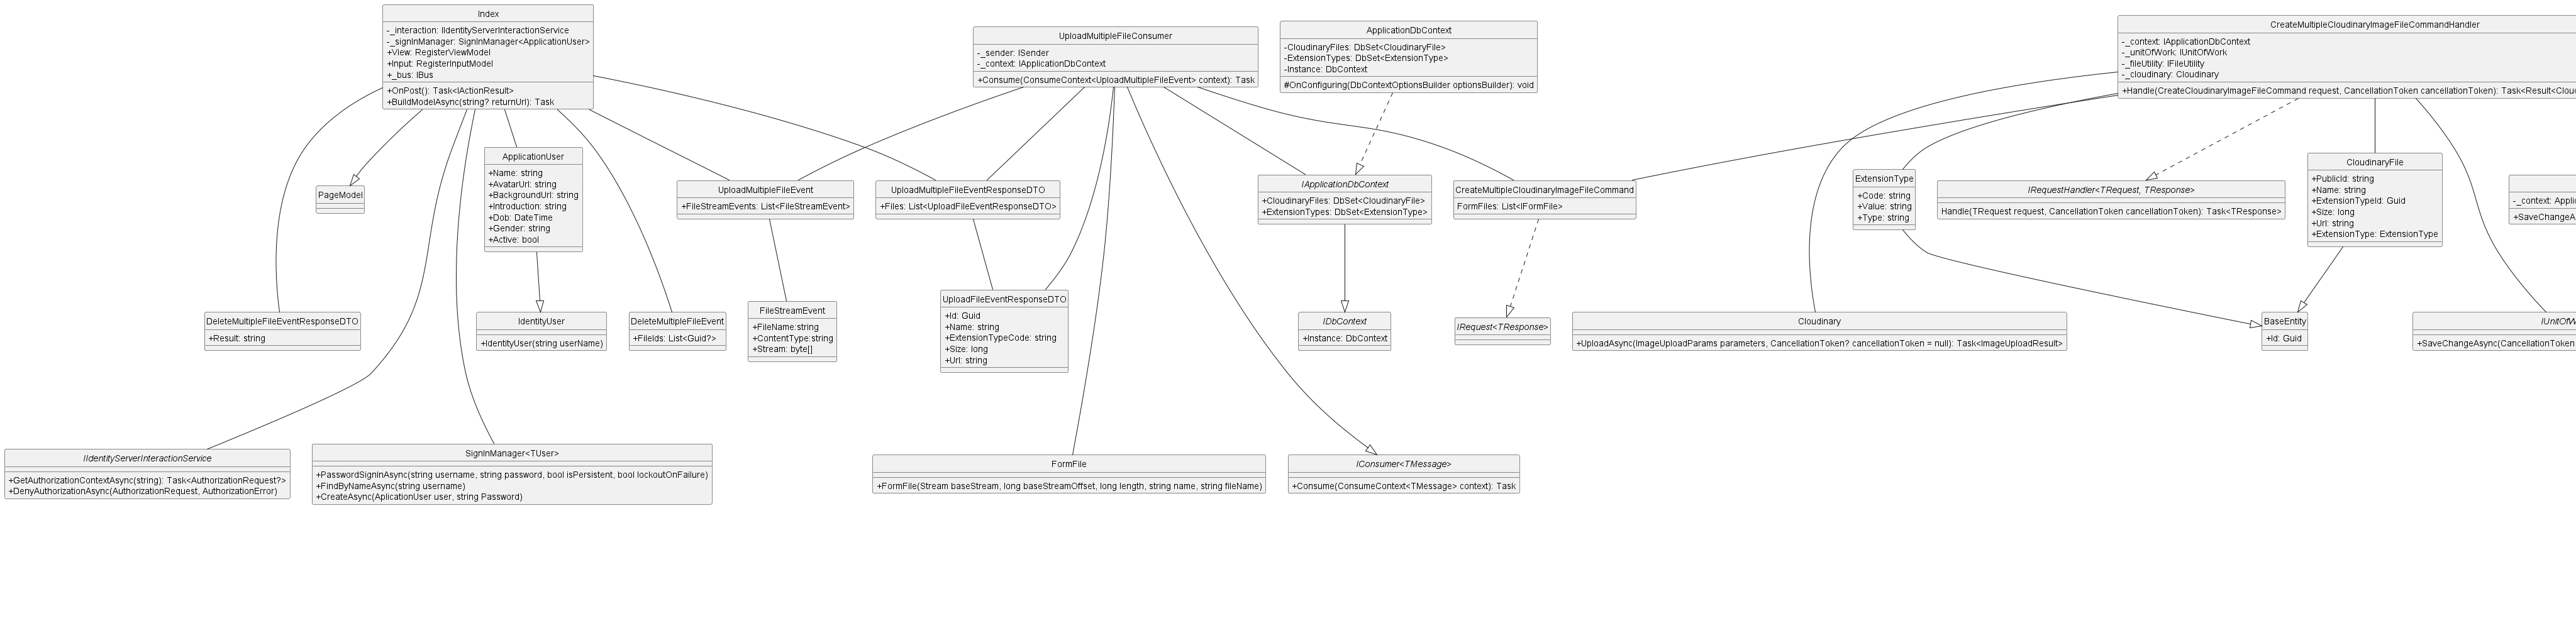 Index
-_interaction: IIdentityServerInteractionService
-_signInManager: SignInManager<ApplicationUser>
+View: RegisterViewModel
+Input: RegisterInputModel
+_bus: IBus
+OnPost(): Task<IActionResult>
+BuildModelAsync(string? returnUrl): Task
UploadMultipleFileConsumer
-_sender: ISender
-_context: IApplicationDbContext
+Consume(ConsumeContext<UploadMultipleFileEvent> context): Task
ApplicationDbContext
-CloudinaryFiles: DbSet<CloudinaryFile>
-ExtensionTypes: DbSet<ExtensionType>
-Instance: DbContext
#OnConfiguring(DbContextOptionsBuilder optionsBuilder): void
CreateMultipleCloudinaryImageFileCommandHandler
-_context: IApplicationDbContext
-_unitOfWork: IUnitOfWork
-_fileUtility: IFileUtility
-_cloudinary: Cloudinary
+Handle(CreateCloudinaryImageFileCommand request, CancellationToken cancellationToken): Task<Result<Clou
PageModel
ApplicationUser
+Name: string
+AvatarUrl: string
+BackgroundUrl: string
+Introduction: string
+Dob: DateTime
+Gender: string
+Active: bool
UploadMultipleFileEvent
+FileStreamEvents: List<FileStreamEvent>
UploadMultipleFileEventResponseDTO
+Files: List<UploadFileEventResponseDTO>
IApplicationDbContext
+CloudinaryFiles: DbSet<CloudinaryFile>
+ExtensionTypes: DbSet<ExtensionType>
CreateMultipleCloudinaryImageFileCommand
FormFiles: List<IFormFile>
ExtensionType
+Code: string
+Value: string
+Type: string
IRequestHandler<TRequest, TResponse>
Handle(TRequest request, CancellationToken cancellationToken): Task<TResponse>
CloudinaryFile
+PublicId: string
+Name: string
+ExtensionTypeId: Guid
+Size: long
+Url: string
+ExtensionType: ExtensionType
-_context: Appli
+SaveChangeA
DeleteMultipleFileEventResponseDTO
+Result: string
IdentityUser
+IdentityUser(string userName)
DeleteMultipleFileEvent
+FileIds: List<Guid?>
FileStreamEvent
+FileName:string
+ContentType:string
+Stream: byte[]
UploadFileEventResponseDTO
+Id: Guid
+Name: string
+ExtensionTypeCode: string
+Size: long
+Url: string
IDbContext
+Instance: DbContext
IRequest<TResponse>
Cloudinary
+UploadAsync(ImageUploadParams parameters, CancellationToken? cancellationToken = null): Task<ImageUploadResult>
BaseEntity
+Id: Guid
IUnitOfW
+SaveChangeAsync(CancellationToken
IIdentityServerInteractionService
+GetAuthorizationContextAsync(string): Task<AuthorizationRequest?>
+DenyAuthorizationAsync(AuthorizationRequest, AuthorizationError)
SignInManager<TUser>
+PasswordSignInAsync(string username, string password, bool isPersistent, bool lockoutOnFailure)
+FindByNameAsync(string username)
+CreateAsync(AplicationUser user, string Password)
FormFile
+FormFile(Stream baseStream, long baseStreamOffset, long length, string name, string fileName)
IConsumer<TMessage>
+Consume(ConsumeContext<TMessage> context): Task